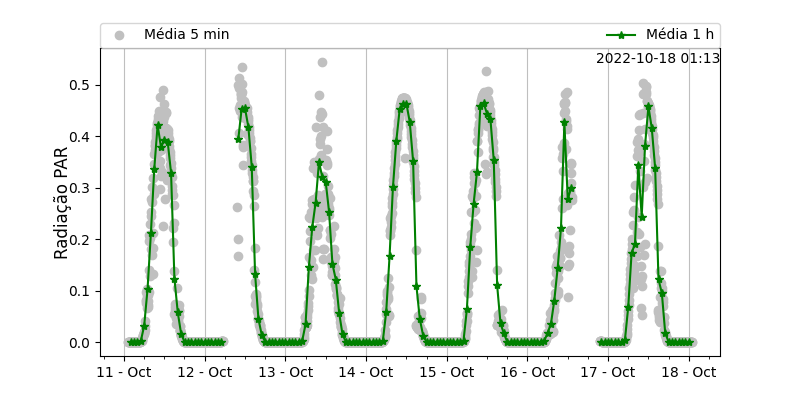 Média 5 min
Média 1 h
2022-10-18 01:13
Radiação PAR
0.5
0.4
0.3
0.2
0.1
0.0
11 - Oct
12 - Oct
13 - Oct
14 - Oct
15 - Oct
16 - Oct
17 - Oct
18 - Oct